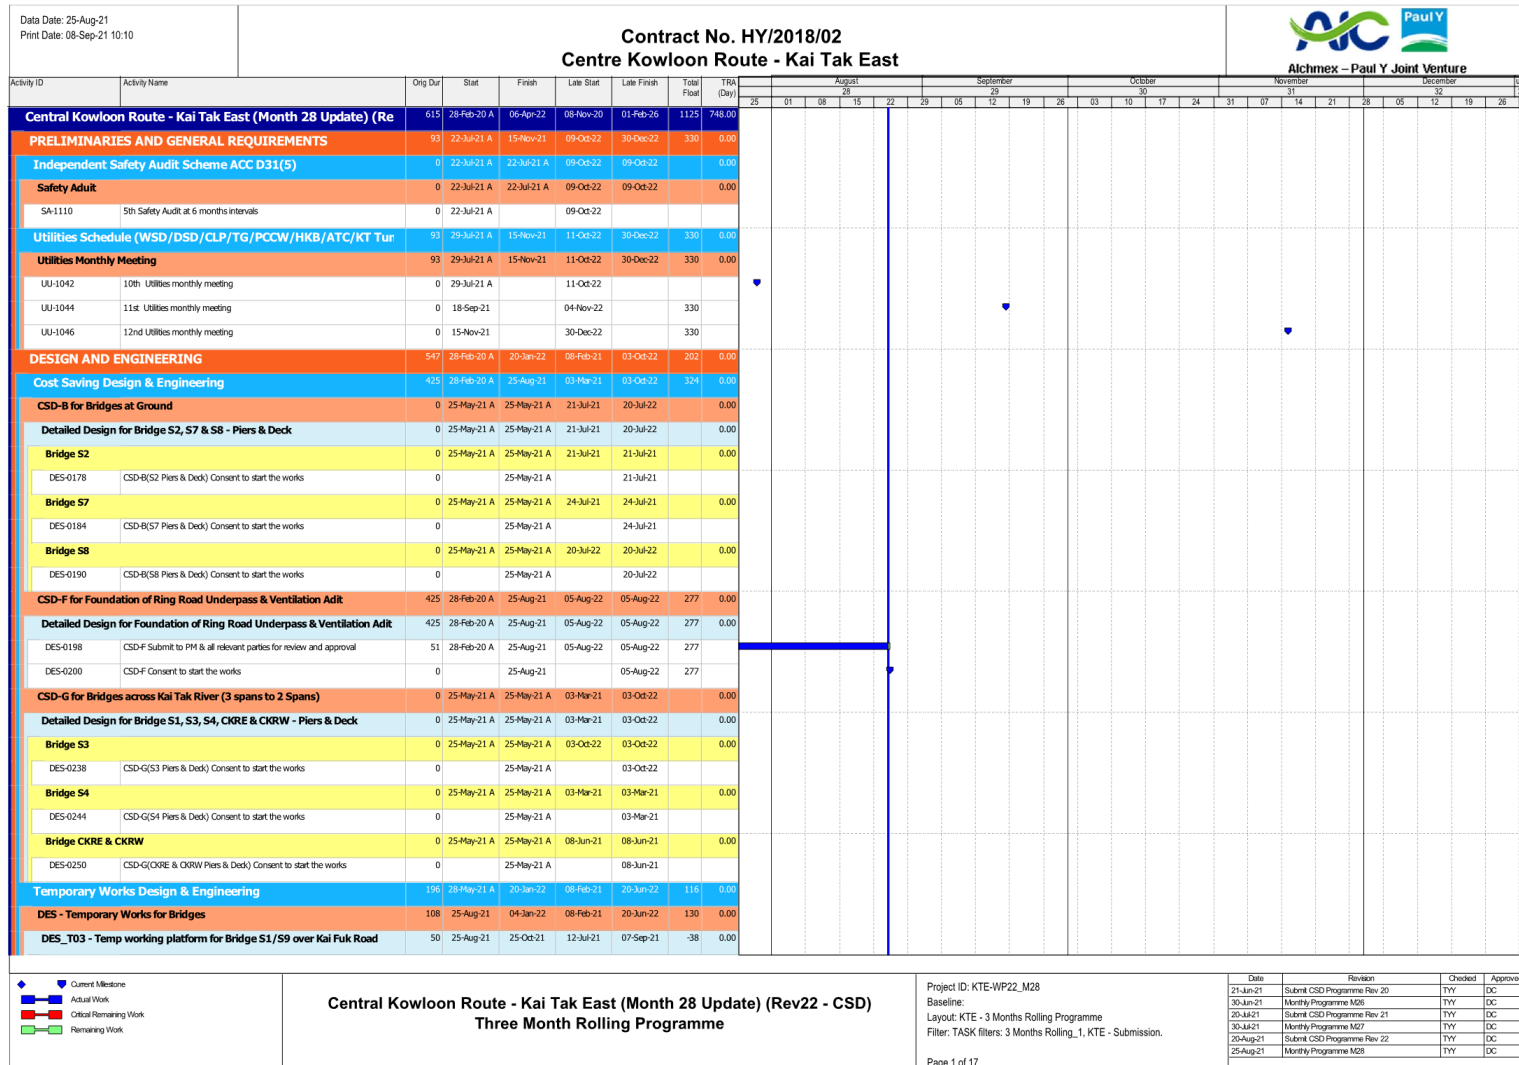 Data Date: 25-Aug-21
Print Date: 08-Sep-21 10:10
Contract No. HY/2018/02
Centre Kowloon Route - Kai Tak East
AJC
Paul Y
Alchmex – Paul Y Joint Venture
Activity ID Activity Name Orig Dur Start Finish Late Start Late Finish Total Float TRA (Day)
August September October November December
28 29 30 31 32
25 01 08 15 22 29 05 12 19 26 03 10 17 24 31 07 14 21 28 05 12 19 26
Central Kowloon Route - Kai Tak East (Month 28 Update) (Re 615 28-Feb-20 A 06-Apr-22 08-Nov-20 01-Feb-26 1125 748.00
PRELIMINARIES AND GENERAL REQUIREMENTS 93 22-Jul-21 A 15-Nov-21 09-Oct-22 30-Dec-22 330 0.00
Independent Safety Audit Scheme ACC D31(5) 0 22-Jul-21 A 22-Jul-21 A 09-Oct-22 09-Oct-22 0.00
Safety Aduit 0 22-Jul-21 A 22-Jul-21 A 09-Oct-22 09-Oct-22 0.00
SA-1110 5th Safety Audit at 6 months intervals 0 22-Jul-21 A 09-Oct-22
Utilities Schedule (WSD/DSD/CLP/TG/PCCW/HKB/ATC/KT Tur 93 29-Jul-21 A 15-Nov-21 11-Oct-22 30-Dec-22 330 0.00
Utilities Monthly Meeting 93 29-Jul-21 A 15-Nov-21 11-Oct-22 30-Dec-22 330 0.00
UU-1042 10th Utilities monthly meeting 0 29-Jul-21 A 11-Oct-22
UU-1044 11st Utilities monthly meeting 0 18-Sep-21 04-Nov-22 330
UU-1046 12nd Utilities monthly meeting 0 15-Nov-21 30-Dec-22 330
DESIGN AND ENGINEERING 547 28-Feb-20 A 20-Jan-22 08-Feb-21 03-Oct-22 202 0.00
Cost Saving Design & Engineering 425 28-Feb-20 A 25-Aug-21 03-Mar-21 03-Oct-22 324 0.00
CSD-B for Bridges at Ground 0 25-May-21 A 25-May-21 A 21-Jul-21 20-Jul-22 0.00
Detailed Design for Bridge S2, S7 & S8 - Piers & Deck 0 25-May-21 A 25-May-21 A 21-Jul-21 20-Jul-22 0.00
Bridge S2 0 25-May-21 A 25-May-21 A 21-Jul-21 21-Jul-21 0.00
DES-0178 CSD-B(S2 Piers & Deck) Consent to start the works 0 25-May-21 A 21-Jul-21
Bridge S7 0 25-May-21 A 25-May-21 A 24-Jul-21 24-Jul-21 0.00
DES-0184 CSD-B(S7 Piers & Deck) Consent to start the works 0 25-May-21 A 24-Jul-21
Bridge S8 0 25-May-21 A 25-May-21 A 20-Jul-22 20-Jul-22 0.00
DES-0190 CSD-B(S8 Piers & Deck) Consent to start the works 0 25-May-21 A 20-Jul-22
CSD-F for Foundation of Ring Road Underpass & Ventilation Adit 425 28-Feb-20 A 25-Aug-21 05-Aug-22 05-Aug-22 277 0.00
Detailed Design for Foundation of Ring Road Underpass & Ventilation Adit 425 28-Feb-20 A 25-Aug-21 05-Aug-22 05-Aug-22 277 0.00
DES-0198 CSD-F Submit to PM & all relevant parties for review and approval 51 28-Feb-20 A 25-Aug-21 05-Aug-22 05-Aug-22 277
DES-0200 CSD-F Consent to start the works 0 25-Aug-21 05-Aug-22 277
CSD-G for Bridges across Kai Tak River (3 spans to 2 Spans) 0 25-May-21 A 25-May-21 A 03-Mar-21 03-Oct-22 0.00
Detailed Design for Bridge S1, S3, S4, CKRE & CKRW - Piers & Deck 0 25-May-21 A 25-May-21 A 03-Mar-21 03-Oct-22 0.00
Bridge S3 0 25-May-21 A 25-May-21 A 03-Oct-22 03-Oct-22 0.00
DES-0238 CSD-G(S3 Piers & Deck) Consent to start the works 0 25-May-21 A 03-Oct-22
Bridge S4 0 25-May-21 A 25-May-21 A 03-Mar-21 03-Mar-21 0.00
DES-0244 CSD-G(S4 Piers & Deck) Consent to start the works 0 25-May-21 A 03-Mar-21
Bridge CKRE & CKRW 0 25-May-21 A 25-May-21 A 08-Jun-21 08-Jun-21 0.00
DES-0250 CSD-G(CKRE & CKRW Piers & Deck) Consent to start the works 0 25-May-21 A 08-Jun-21
Temporary Works Design & Engineering 196 28-May-21 A 20-Jan-22 08-Feb-21 20-Jun-22 116 0.00
DES - Temporary Works for Bridges 108 25-Aug-21 04-Jan-22 08-Feb-21 20-Jun-22 130 0.00
DES_T03 - Temp working platform for Bridge S1/S9 over Kai Fuk Road 50 25-Aug-21 25-Oct-21 12-Jul-21 07-Sep-21 -38 0.00
Current Milestone
Actual Work
Critical Remaining Work
Remaining Work
Central Kowloon Route - Kai Tak East (Month 28 Update) (Rev22 - CSD)
Three Month Rolling Programme
Project ID: KTE-WP22_M28
Baseline:
Layout: KTE - 3 Months Rolling Programme
Filter: TASK filters: 3 Months Rolling_1, KTE - Submission.
Page 1 of 17
Date Revision Checked Approve
21-Jun-21 Submit CSD Programme Rev 20 TYY DC
30-Jun-21 Monthly Programme M26 TYY DC
20-Jul-21 Submit CSD Programme Rev 21 TYY DC
30-Jul-21 Monthly Programme M27 TYY DC
20-Aug-21 Submit CSD Programme Rev 22 TYY DC
25-Aug-21 Monthly Programme M28 TYY DC